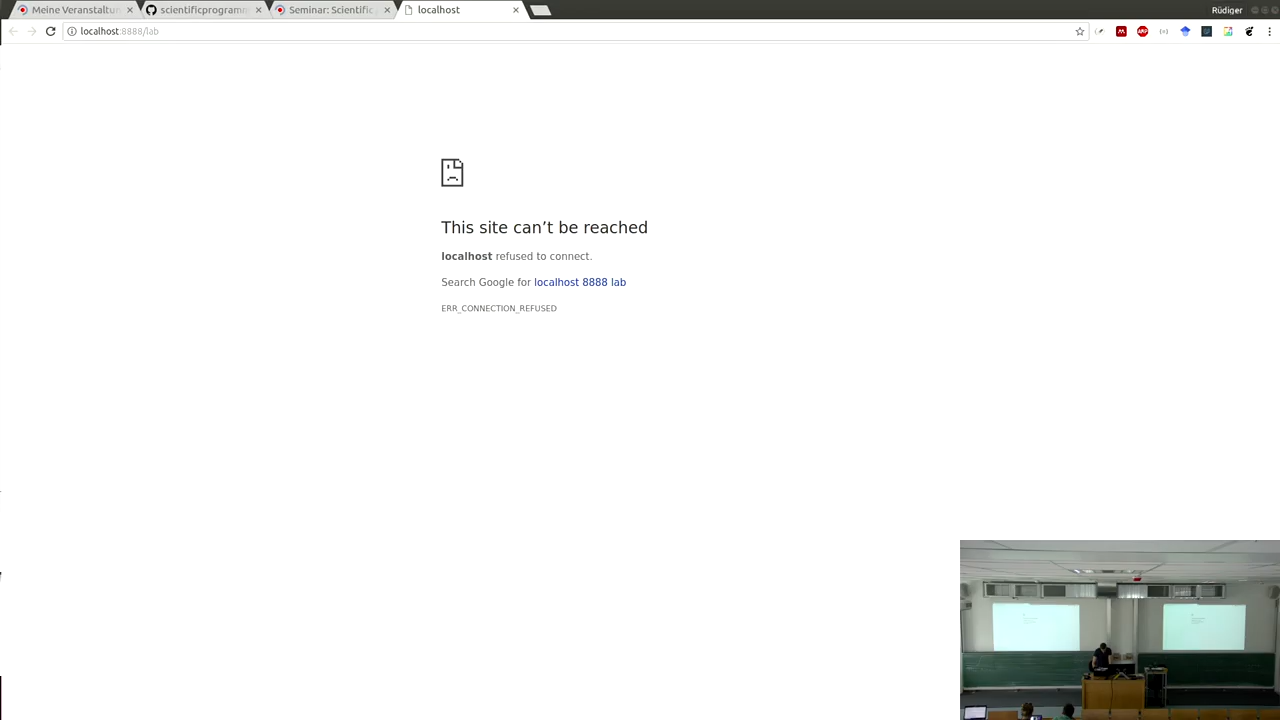 Meine Veranstaltun
scientificprogramm
Seminar: Scientific
localhost
Rüdiger
localhost:8888/lab
ABP
This site can’t be reached
localhost refused to connect.
Search Google for localhost 8888 lab
ERR_CONNECTION_REFUSED